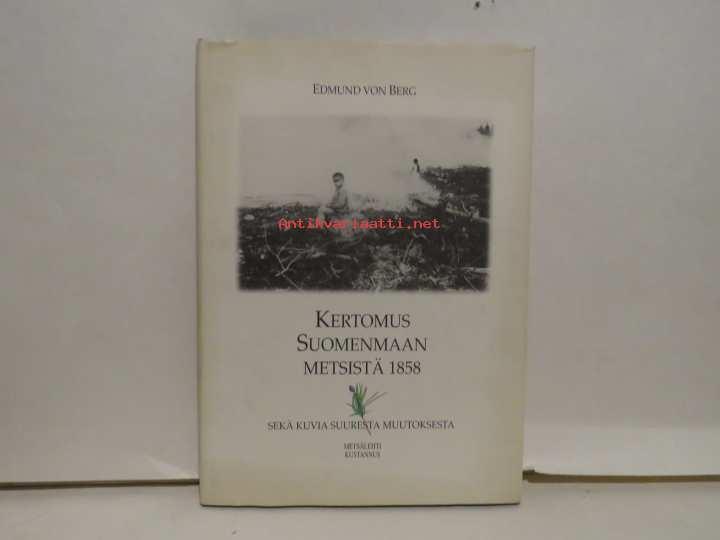 EDMUND VON BERG
Antikvariaatti.net
KERTOMUS
SUOMENMAAN
METSISTÄ 1858
SEKÄ KUVIA SUURESTA MUUTOKSESTA
METSÄLEHTI
KUSTANNUS